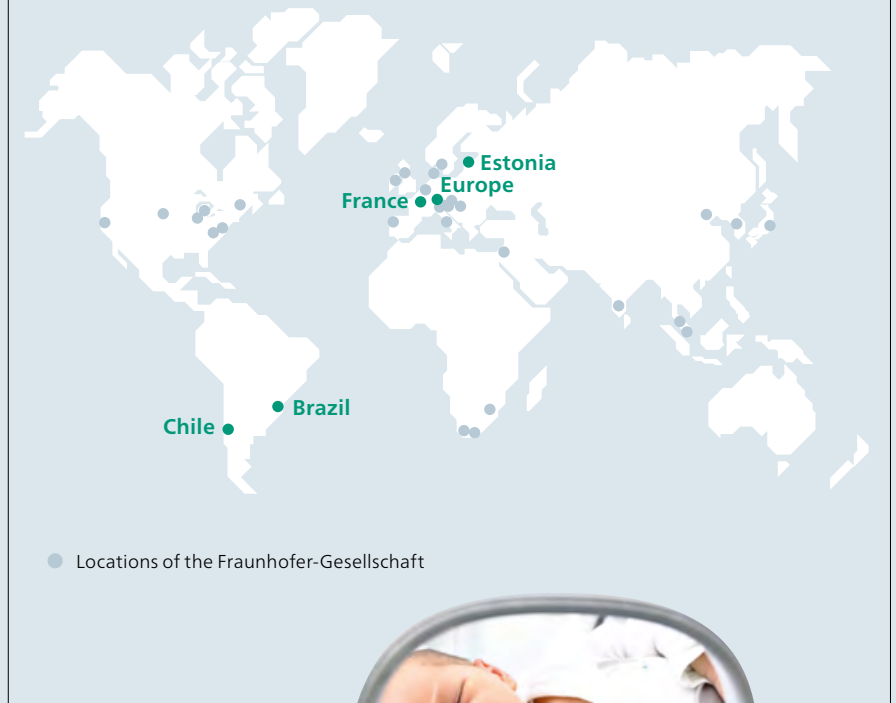 Estonia
Europe
France
Brazil
Chile
Locations of the Fraunhofer-Gesellschaft